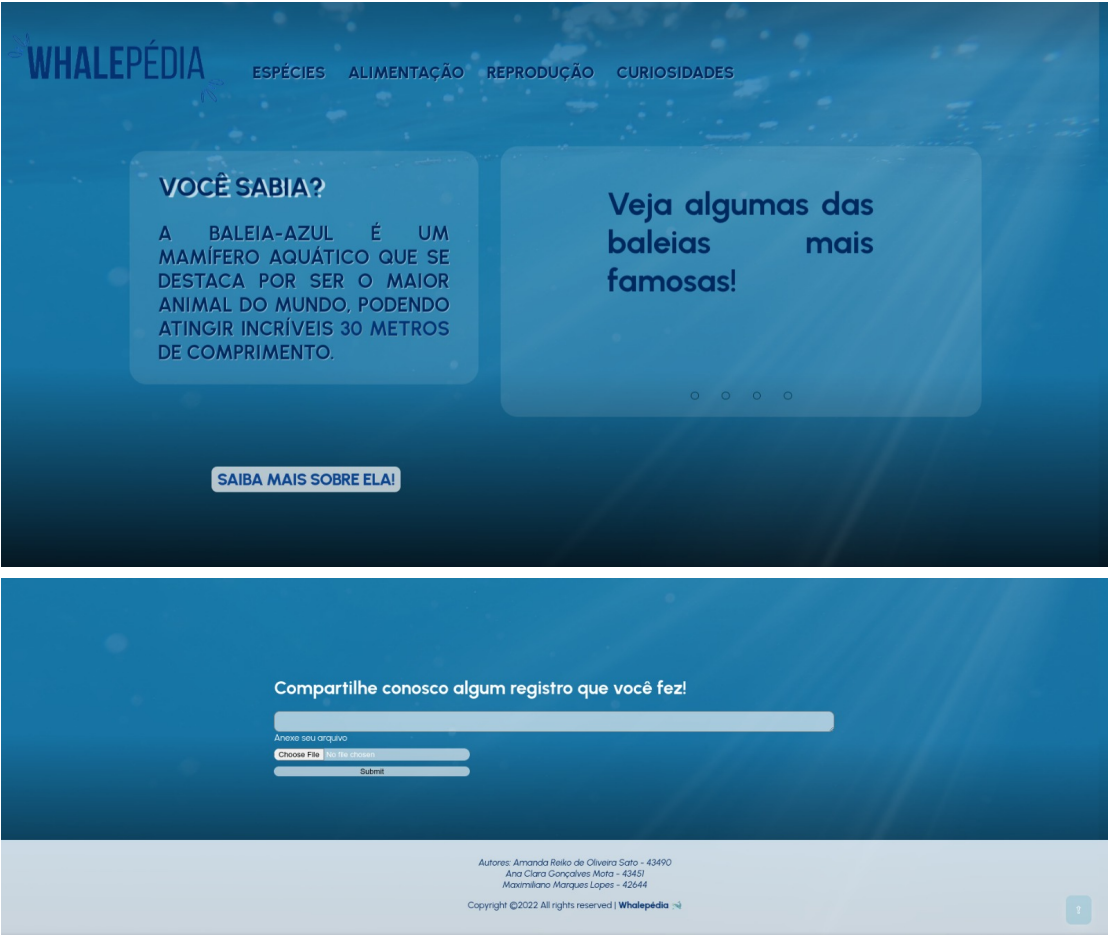 WHALEPÉDIA
ESPÉCIES ALIMENTAÇÃO REPRODUÇÃO CURIOSIDADES
VOCÊ SABIA?
A BALEIA-AZUL É UM
MAMÍFERO AQUÁTICO QUE SE
DESTACA POR SER O MAIOR
ANIMAL DO MUNDO, PODENDO
ATINGIR INCRÍVEIS 30 METROS
DE COMPRIMENTO.
Veja algumas das
baleias mais
famosas!
SAIBA MAIS SOBRE ELA!
Compartilhe conosco algum registro que você fez!
Anexe seu arquivo
Choose File No file chosen
Submit
Autores: Amanda Reiko de Oliveira Sato - 43490
Ana Clara Gonçalves Mota - 43451
Maximiliano Marques Lopes - 42644
Copyright ©2022 All rights reserved | Whalepédia